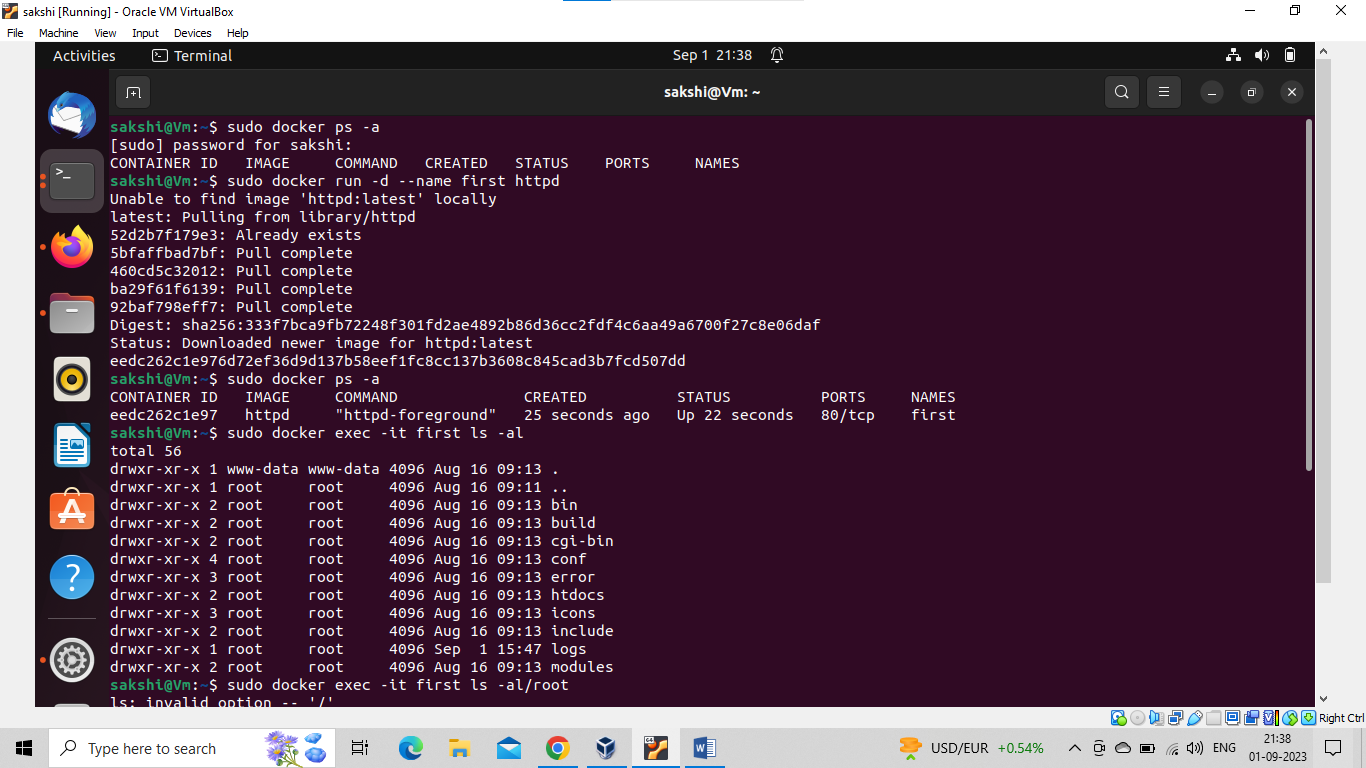 sakshi [Running] - Oracle VM VirtualBox
File Machine View Input Devices Help
Activities Terminal Sep 1 21:38
sakshi@Vm: ~
sakshi@Vm:~$ sudo docker ps -a
[sudo] password for sakshi:
CONTAINER ID IMAGE COMMAND CREATED STATUS PORTS NAMES
sakshi@Vm:~$ sudo docker run -d --name first httpd
Unable to find image 'httpd:latest' locally
latest: Pulling from library/httpd
52d2b7f179e3: Already exists
5bfaffbad7bf: Pull complete
460cd5c32012: Pull complete
ba29f61f6139: Pull complete
92baf798eff7: Pull complete
Digest: sha256:333f7bca9fb72248f301fd2ae4892b86d36cc2fdf4c6aa49a6700f27c8e06daf
Status: Downloaded newer image for httpd:latest
eedc262c1e976d72ef36d9d137b58eef1fc8cc137b3608c845cad3b7fcd507dd
sakshi@Vm:~$ sudo docker ps -a
CONTAINER ID IMAGE COMMAND CREATED STATUS PORTS NAMES
eedc262c1e97 httpd "httpd-foreground" 25 seconds ago Up 22 seconds 80/tcp first
sakshi@Vm:~$ sudo docker exec -it first ls -al
total 56
drwxr-xr-x 1 www-data www-data 4096 Aug 16 09:13 .
drwxr-xr-x 1 root root 4096 Aug 16 09:11 ..
drwxr-xr-x 2 root root 4096 Aug 16 09:13 bin
drwxr-xr-x 2 root root 4096 Aug 16 09:13 build
drwxr-xr-x 2 root root 4096 Aug 16 09:13 cgi-bin
drwxr-xr-x 4 root root 4096 Aug 16 09:13 conf
drwxr-xr-x 3 root root 4096 Aug 16 09:13 error
drwxr-xr-x 2 root root 4096 Aug 16 09:13 htdocs
drwxr-xr-x 3 root root 4096 Aug 16 09:13 icons
drwxr-xr-x 2 root root 4096 Aug 16 09:13 include
drwxr-xr-x 1 root root 4096 Sep 1 15:47 logs
drwxr-xr-x 2 root root 4096 Aug 16 09:13 modules
sakshi@Vm:~$ sudo docker exec -it first ls -al/root
ls: invalid option -- '/'
Right Ctrl
Type here to search USD/EUR +0.54% ENG 21:38
01-09-2023